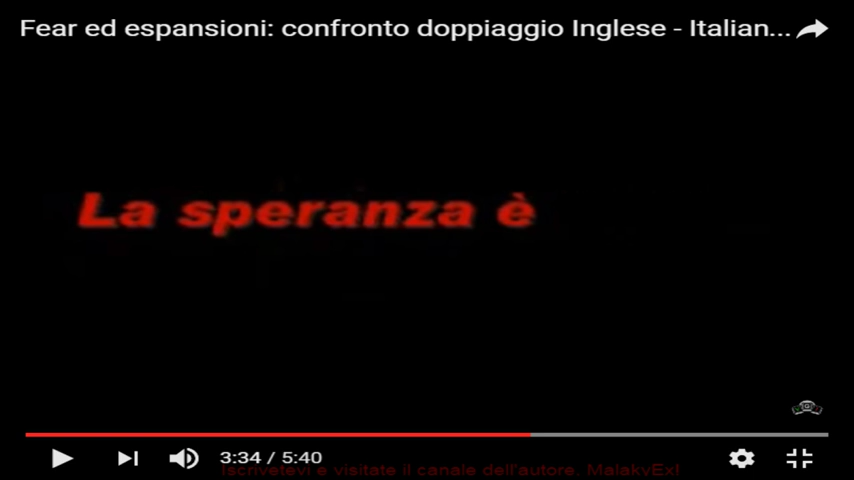 Fear ed espansioni: confronto doppiaggio Inglese - Italian...
La speranza è
3:34 / 5:40
Iscrivetevi e visitate il canale dell'autore, MalakyEx!